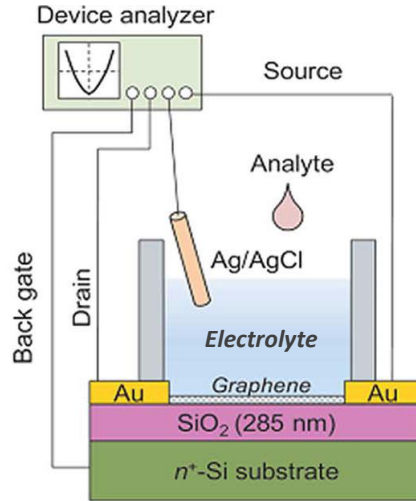 Device analyzer
Source
Analyte
Ag/AgCl
Back gate
Drain
Electrolyte
Graphene
Au
Au
SiO₂ (285 nm)
n⁺-Si substrate